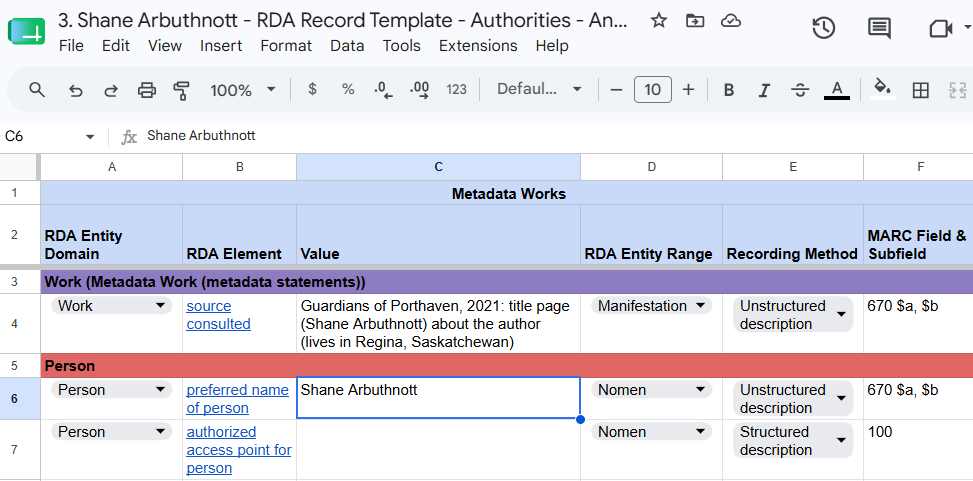 3. Shane Arbuthnott - RDA Record Template - Authorities - An...
File Edit View Insert Format Data Tools Extensions Help
100% $ % .0 .00 123 Defaul... − 10 + B I S A
C6 fx Shane Arbuthnott
A B C D E F
1 Metadata Works
2 RDA Entity Domain RDA Element Value RDA Entity Range Recording Method MARC Field & Subfield
3 Work (Metadata Work (metadata statements))
4 Work source consulted Guardians of Porthaven, 2021: title page (Shane Arbuthnott) about the author (lives in Regina, Saskatchewan) Manifestation Unstructured description 670 $a, $b
5 Person
6 Person preferred name of person Shane Arbuthnott Nomen Unstructured description 670 $a, $b
7 Person authorized access point for person Nomen Structured description 100